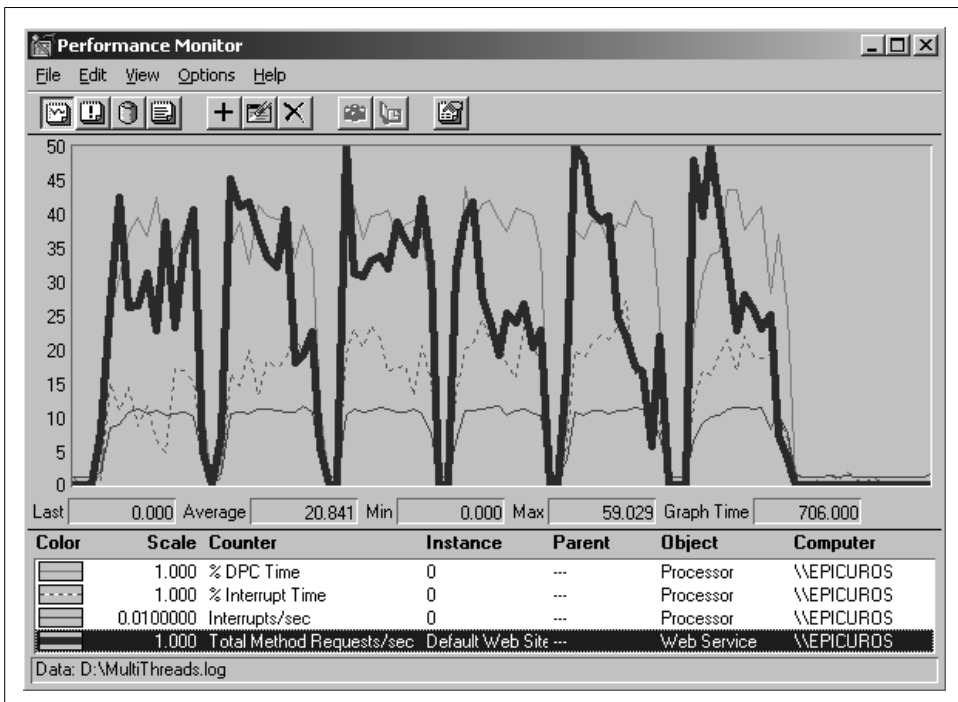 Performance Monitor
File Edit View Options Help
50
45
40
35
30
25
20
15
10
5
0
Last 0.000 Average 20.841 Min 0.000 Max 59.029 Graph Time 706.000
Color Scale Counter Instance Parent Object Computer
1.000 % DPC Time 0 --- Processor \\EPICUROS
1.000 % Interrupt Time 0 --- Processor \\EPICUROS
0.0100000 Interrupts/sec 0 --- Processor \\EPICUROS
1.000 Total Method Requests/sec Default Web Site --- Web Service \\EPICUROS
Data: D:\MultiThreads.log